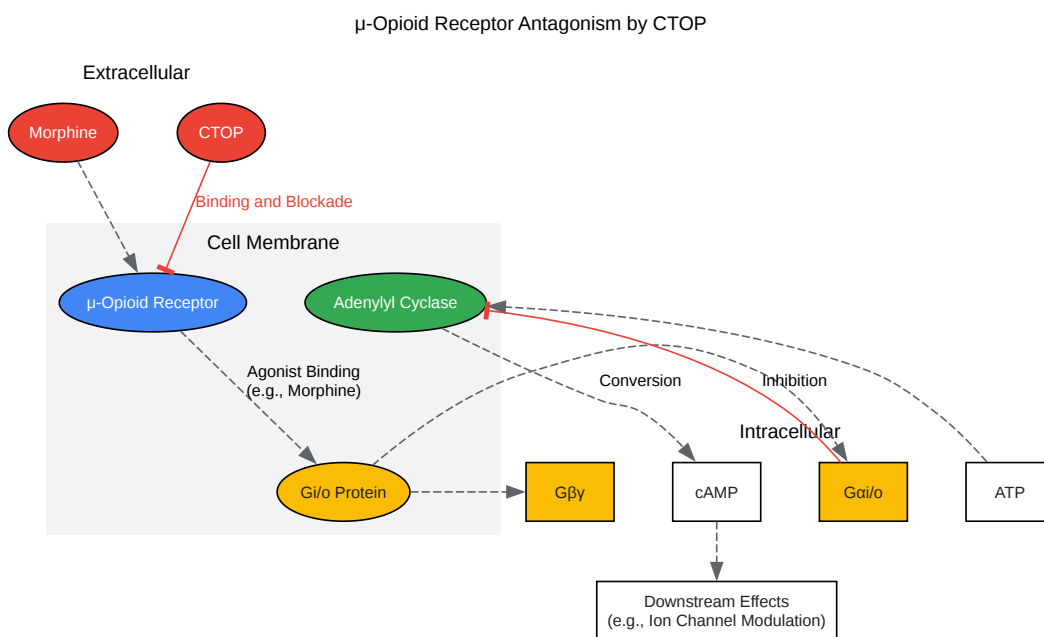 μ-Opioid Receptor Antagonism by CTOP
Extracellular
Morphine
CTOP
Binding and Blockade
Cell Membrane
μ-Opioid Receptor
Adenylyl Cyclase
Agonist Binding
(e.g., Morphine)
Conversion
Inhibition
Intracellular
Gi/o Protein
Gβγ
cAMP
Gαi/o
ATP
Downstream Effects
(e.g., Ion Channel Modulation)